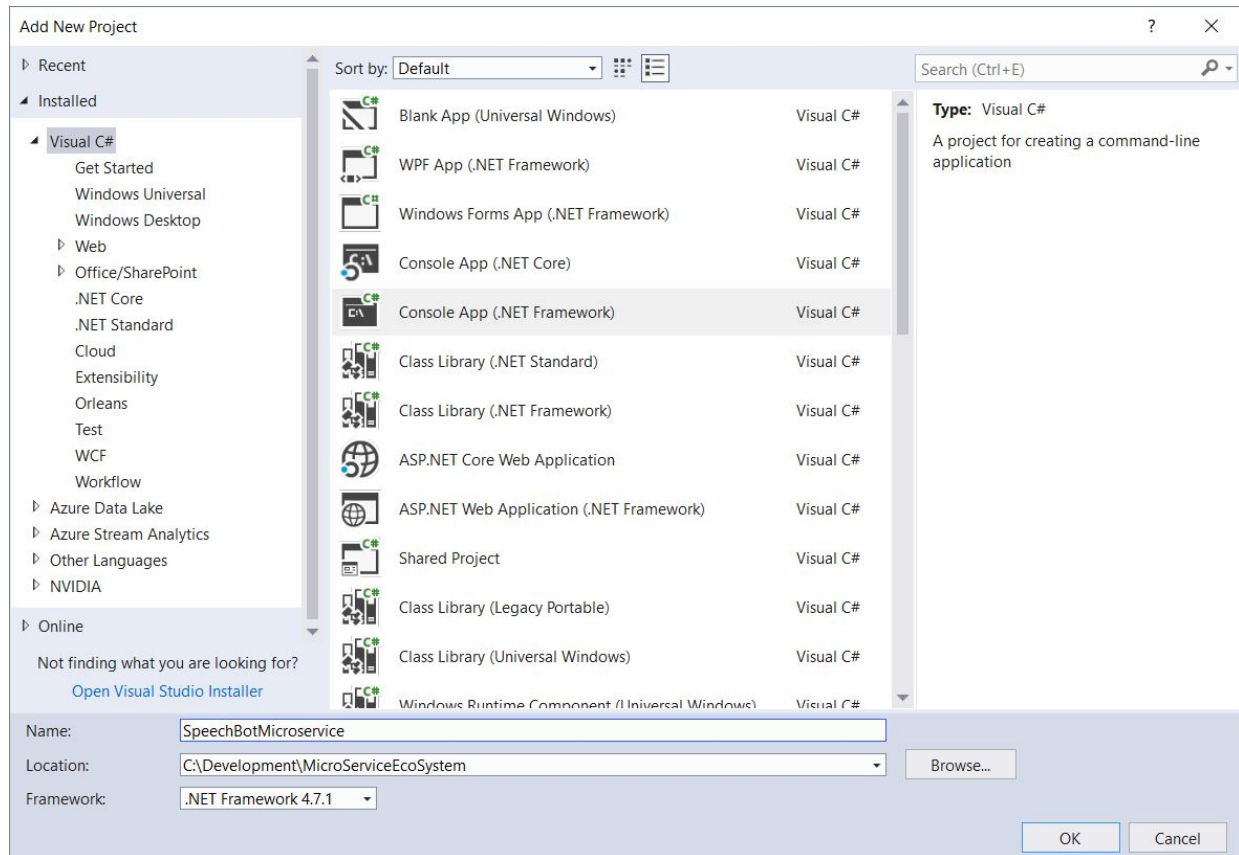 Add New Project
?
Recent
Sort by: Default
Search (Ctrl+E)
Installed
Visual C#
Get Started
Windows Universal
Windows Desktop
Web
Office/SharePoint
.NET Core
.NET Standard
Cloud
Extensibility
Orleans
Test
WCF
Workflow
Azure Data Lake
Azure Stream Analytics
Other Languages
NVIDIA
Online
Not finding what you are looking for?
Open Visual Studio Installer
Blank App (Universal Windows) Visual C#
WPF App (.NET Framework) Visual C#
Windows Forms App (.NET Framework) Visual C#
Console App (.NET Core) Visual C#
Console App (.NET Framework) Visual C#
Class Library (.NET Standard) Visual C#
Class Library (.NET Framework) Visual C#
ASP.NET Core Web Application Visual C#
ASP.NET Web Application (.NET Framework) Visual C#
Shared Project Visual C#
Class Library (Legacy Portable) Visual C#
Class Library (Universal Windows) Visual C#
Windows Runtime Component (Universal Windows) Visual C#
Type: Visual C#
A project for creating a command-line
application
Name: SpeechBotMicroservice
Location: C:\Development\MicroServiceEcoSystem
Browse...
Framework: .NET Framework 4.7.1
OK
Cancel